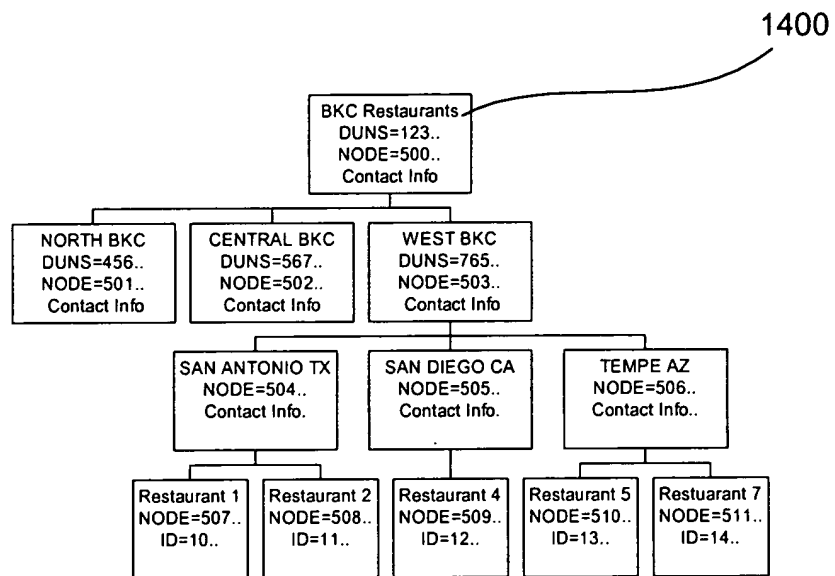 1400
BKC Restaurants
DUNS=123..
NODE=500..
Contact Info
NORTH BKC
DUNS=456..
NODE=501..
Contact Info
CENTRAL BKC
DUNS=567..
NODE=502..
Contact Info
WEST BKC
DUNS=765..
NODE=503..
Contact Info
SAN ANTONIO TX
NODE=504..
Contact Info.
SAN DIEGO CA
NODE=505..
Contact Info.
TEMPE AZ
NODE=506..
Contact Info..
Restaurant 1
NODE=507..
ID=10..
Restaurant 2
NODE=508..
ID=11..
Restaurant 4
NODE=509..
ID=12..
Restaurant 5
NODE=510..
ID=13..
Restuarant 7
NODE=511..
ID=14..